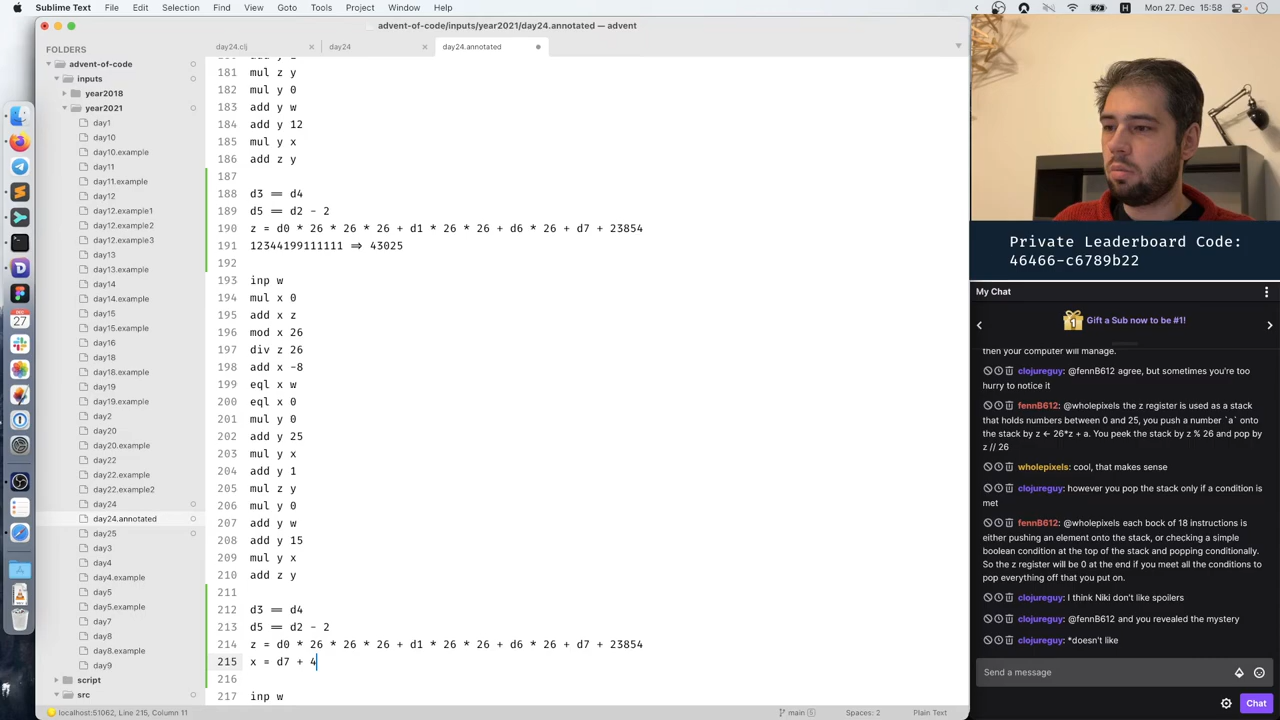 Sublime Text File Edit Selection Find View Goto Tools Project Window Help
Mon 27. Dec 15:58
advent-of-code/inputs/year2021/day24.annotated — advent
FOLDERS
advent-of-code
inputs
year2018
year2021
day1
day10
day10.example
day11
day11.example
day12
day12.example1
day12.example2
day12.example3
day13
day13.example
day14
day14.example
day15
day15.example
day16
day18
day18.example
day19
day19.example
day2
day20
day20.example
day22
day22.example
day22.example2
day24
day24.annotated
day25
day3
day4
day4.example
day5
day5.example
day7
day8
day8.example
day9
script
src
day24.clj
day24
day24.annotated
181 mul z y
182 mul y 0
183 add y w
184 add y 12
185 mul y x
186 add z y
187
188 d3 == d4
189 d5 == d2 - 2
190 z = d0 * 26 * 26 * 26 + d1 * 26 * 26 + d6 * 26 + d7 + 23854
191 12344199111111 => 43025
192
193 inp w
194 mul x 0
195 add x z
196 mod x 26
197 div z 26
198 add x -8
199 eql x w
200 eql x 0
201 mul y 0
202 add y 25
203 mul y x
204 add y 1
205 mul z y
206 mul y 0
207 add y w
208 add y 15
209 mul y x
210 add z y
211
212 d3 == d4
213 d5 == d2 - 2
214 z = d0 * 26 * 26 * 26 + d1 * 26 * 26 + d6 * 26 + d7 + 23854
215 x = d7 + 4
216
217 inp w
localhost:51062, Line 215, Column 11
main 5
Spaces: 2
Plain Text
Private Leaderboard Code:
46466-c6789b22
My Chat
Gift a Sub now to be #1!
then your computer will manage.
clojureguy: @fennB612 agree, but sometimes you're too
hurry to notice it
fennB612: @wholepixels the z register is used as a stack
that holds numbers between 0 and 25, you push a number `a` onto
the stack by z <- 26*z + a. You peek the stack by z % 26 and pop by
z // 26
wholepixels: cool, that makes sense
clojureguy: however you pop the stack only if a condition is
met
fennB612: @wholepixels each bock of 18 instructions is
either pushing an element onto the stack, or checking a simple
boolean condition at the top of the stack and popping conditionally.
So the z register will be 0 at the end if you meet all the conditions to
pop everything off that you put on.
clojureguy: I think Niki don't like spoilers
clojureguy: @fennB612 and you revealed the mystery
clojureguy: *doesn't like
Send a message
Chat